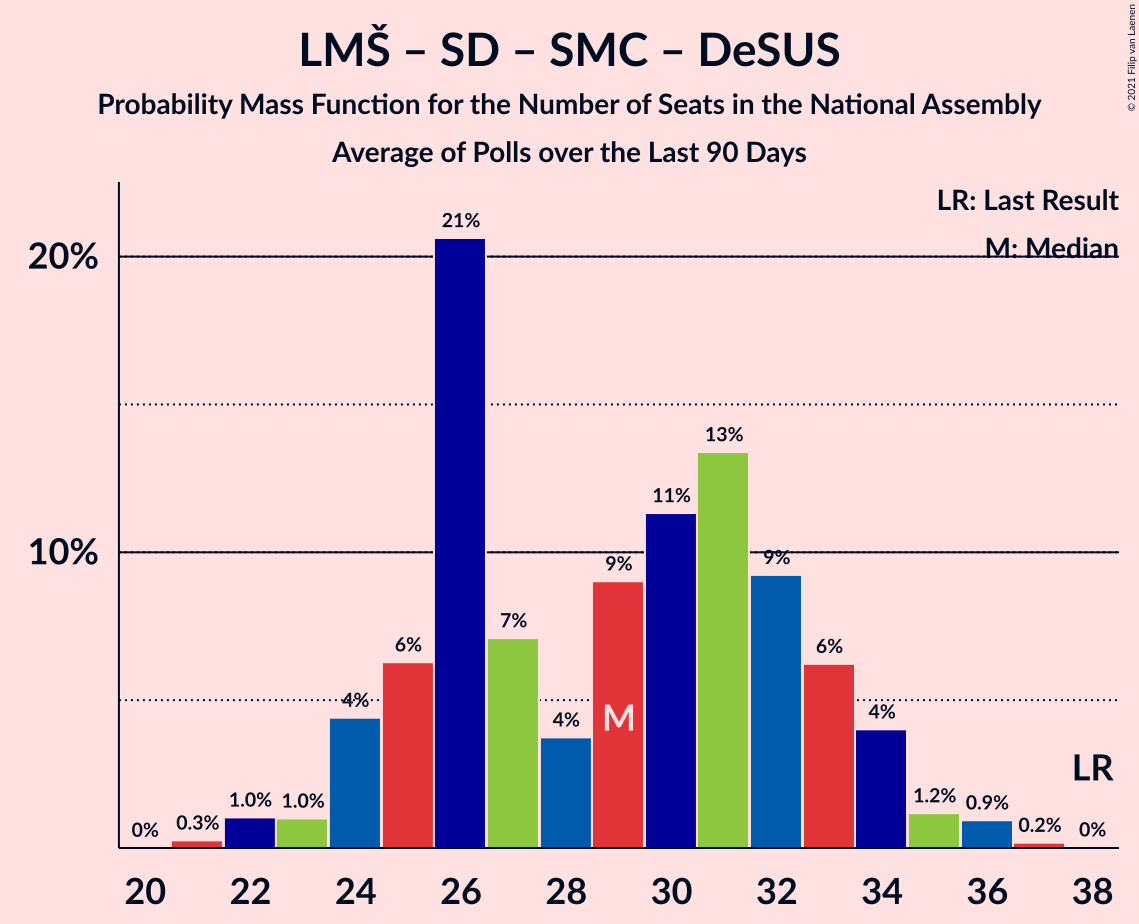 LMŠ – SD – SMC – DeSUS
Probability Mass Function for the Number of Seats in the National Assembly
Average of Polls over the Last 90 Days
© 2021 Filip van Laenen
LR: Last Result
M: Median
20%
10%
0%
0.3%
1.0%
1.0%
4%
6%
21%
7%
4%
9%
11%
13%
9%
6%
4%
1.2%
0.9%
0.2%
0%
M
LR
20 22 24 26 28 30 32 34 36 38